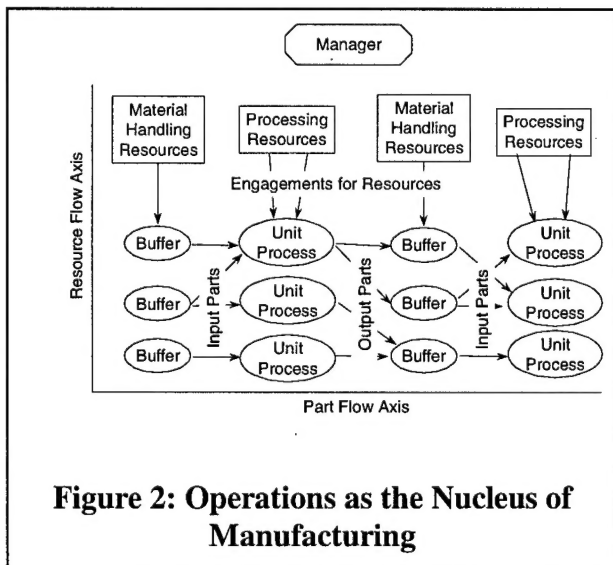 Manager
Resource Flow Axis
Material
Handling
Resources
Processing
Resources
Material
Handling
Resources
Processing
Resources
Engagements for Resources
Buffer
Unit
Process
Buffer
Unit
Process
Buffer
Input Parts
Unit
Process
Output Parts
Buffer
Input Parts
Unit
Process
Buffer
Unit
Process
Buffer
Unit
Process
Part Flow Axis
Figure 2: Operations as the Nucleus of
Manufacturing